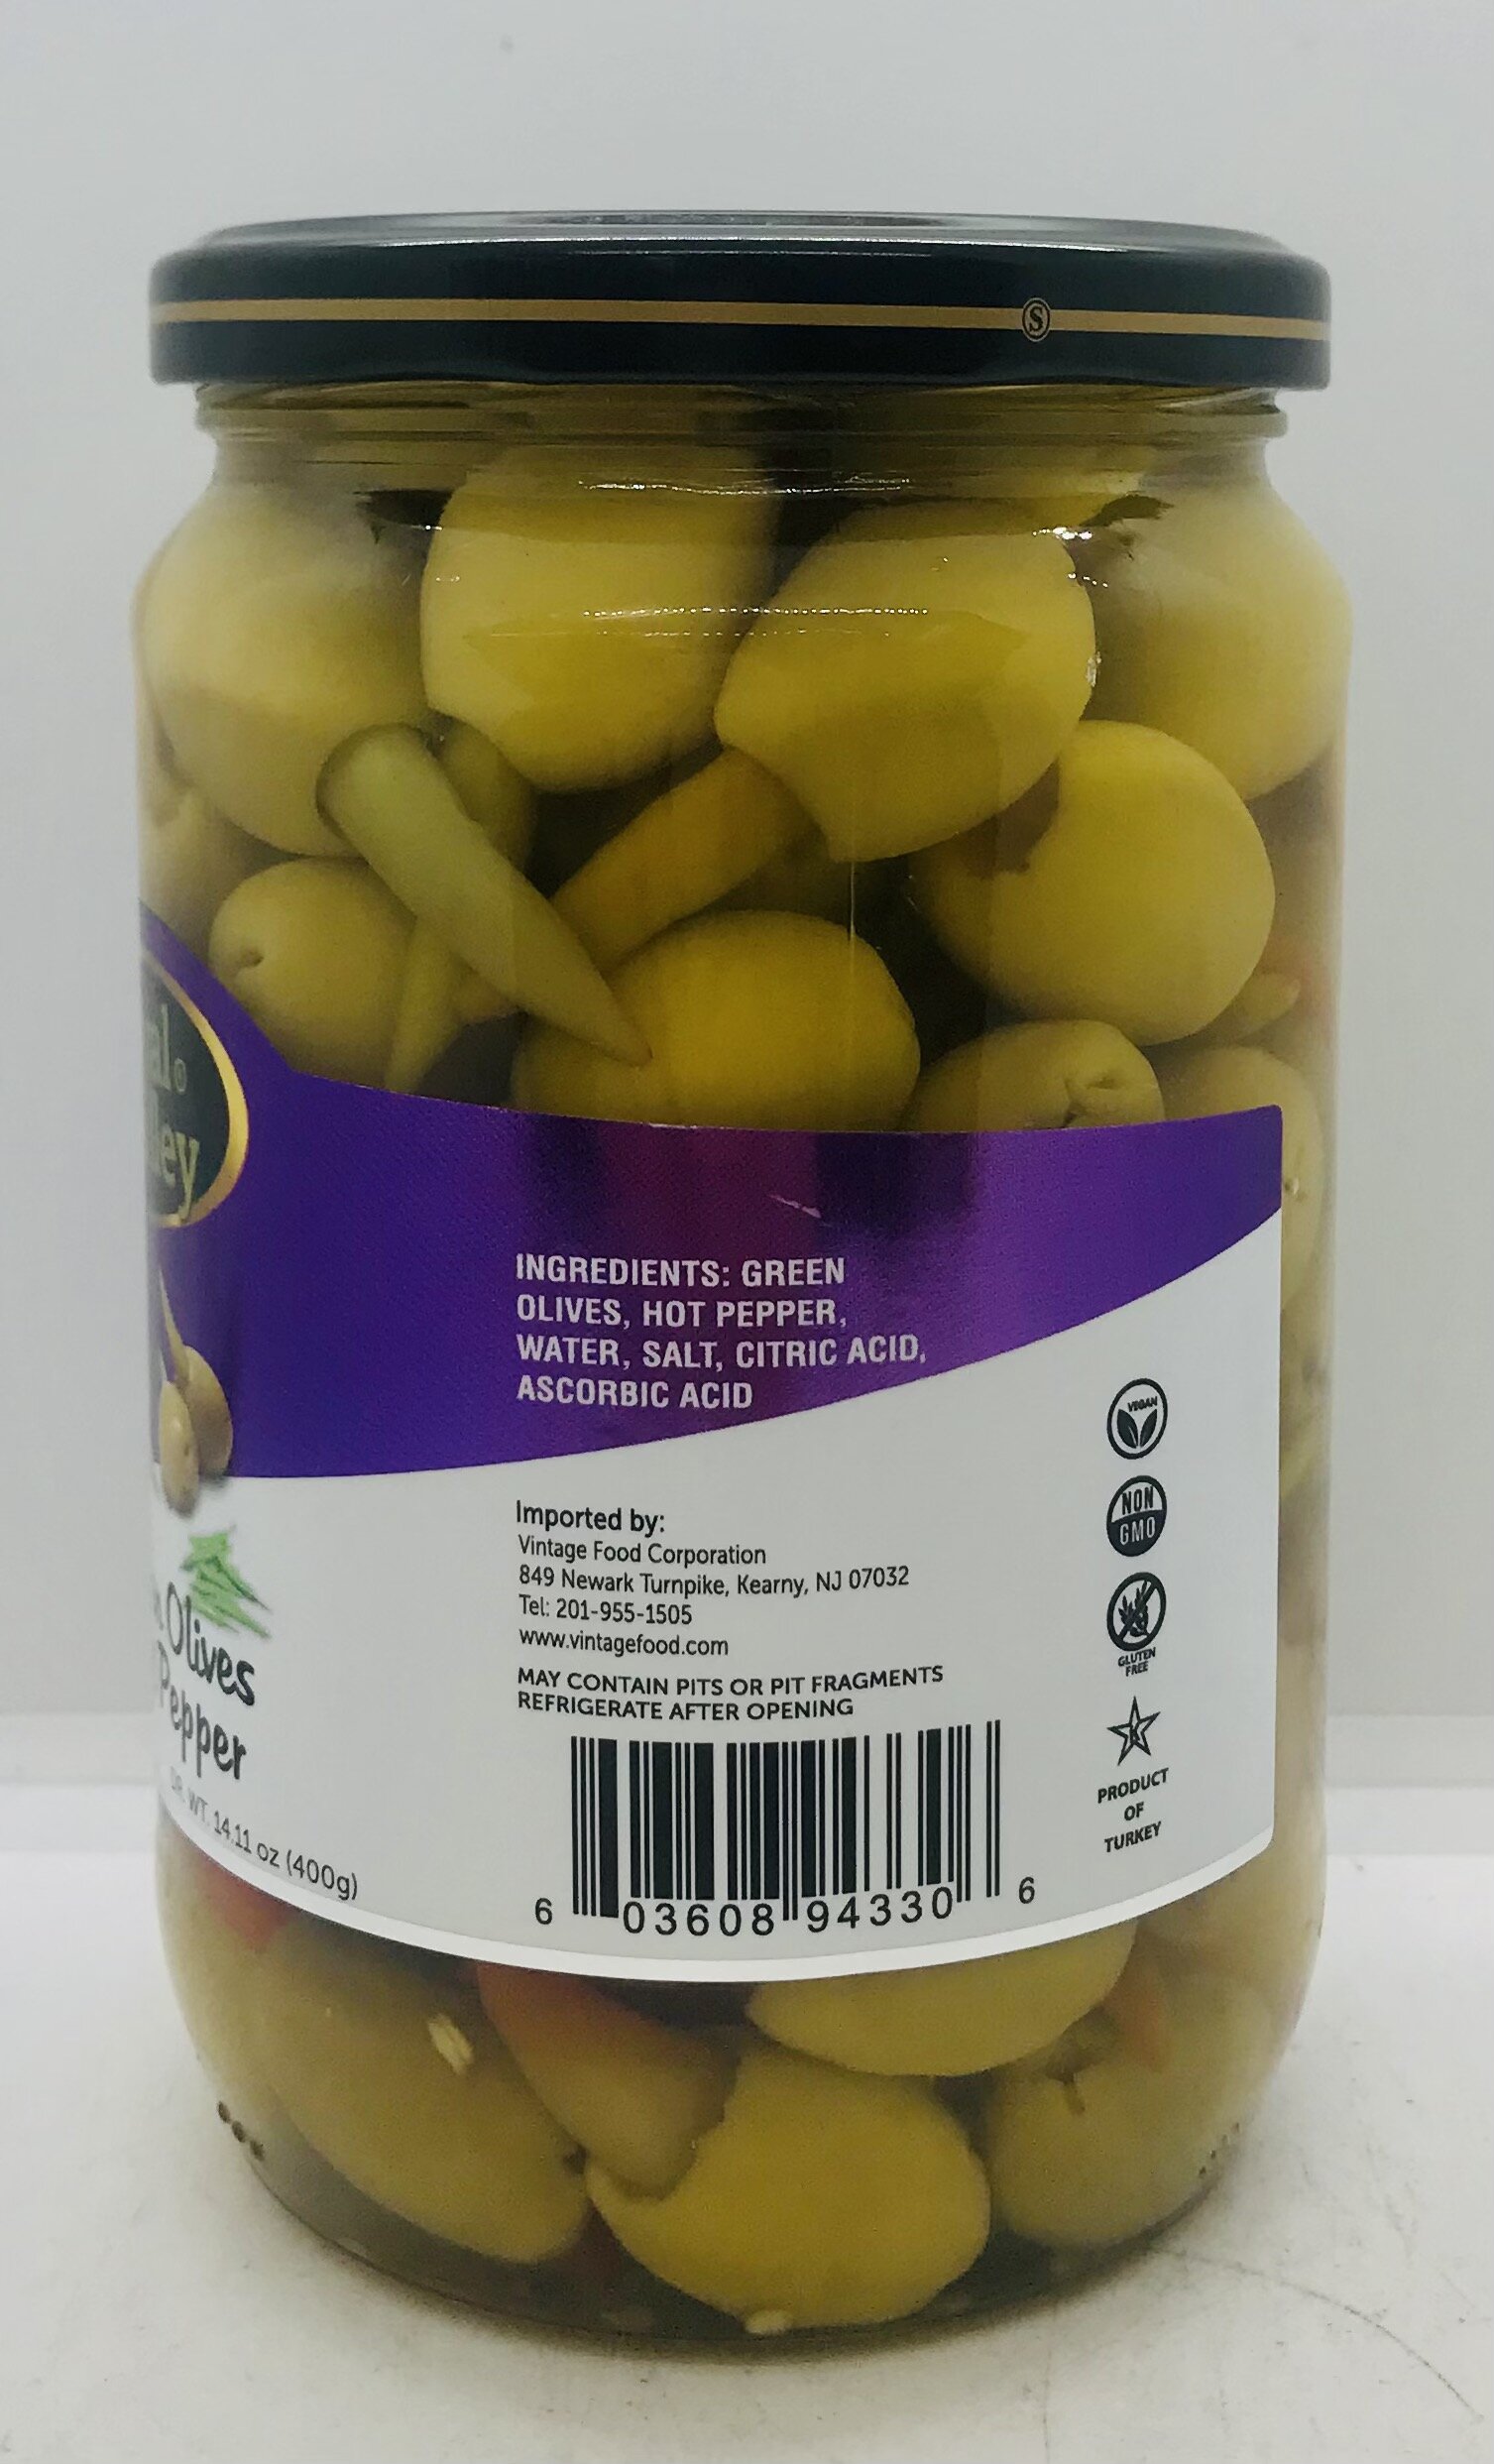 S
INGREDIENTS: GREEN
OLIVES, HOT PEPPER,
WATER, SALT, CITRIC ACID,
ASCORBIC ACID
Imported by:
Vintage Food Corporation
849 Newark Turnpike, Kearny, NJ 07032
Tel: 201-955-1505
www.vintagefood.com
MAY CONTAIN PITS OR PIT FRAGMENTS
REFRIGERATE AFTER OPENING
6 03608 94330 6
VEGAN
NON
GMO
GLUTEN
FREE
K
PRODUCT
OF
TURKEY
Olives
Pepper
DR. WT. 14.11 oz (400g)